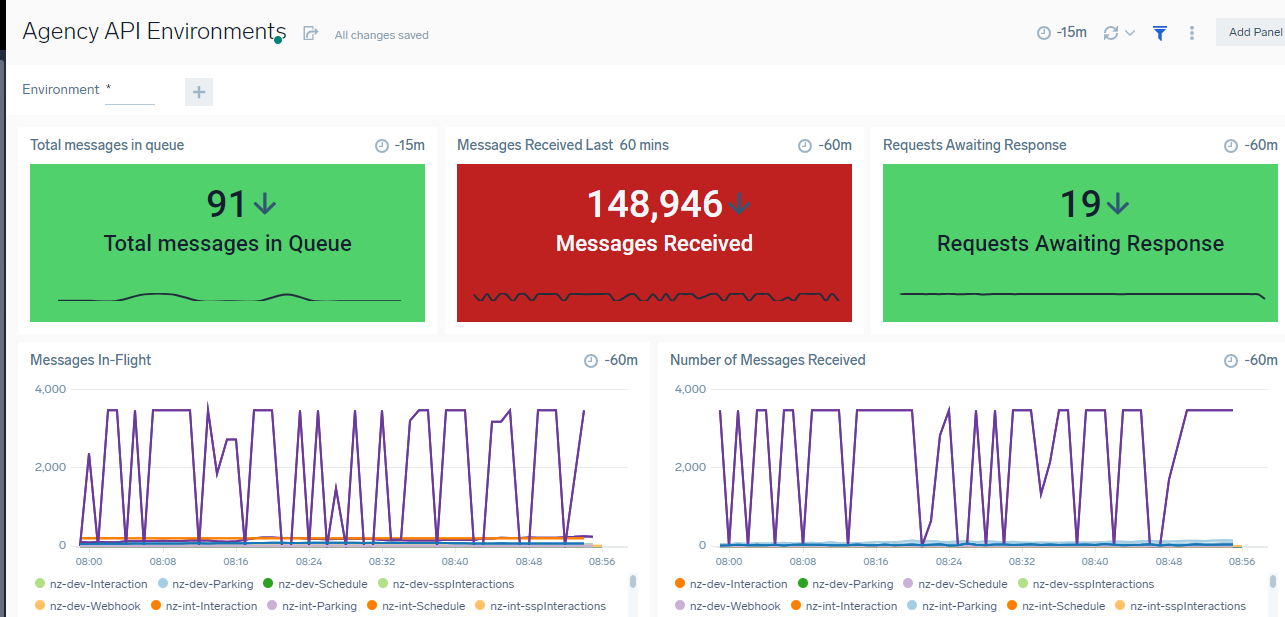 Agency API Environments All changes saved -15m Add Panel
Environment * +
Total messages in queue -15m Messages Received Last 60 mins -60m Requests Awaiting Response -60m
91 148,946 19
Total messages in Queue Messages Received Requests Awaiting Response
Messages In-Flight -60m Number of Messages Received -60m
4,000 4,000
2,000 2,000
0 0
08:00 08:08 08:16 08:24 08:32 08:40 08:48 08:56 08:00 08:08 08:16 08:24 08:32 08:40 08:48 08:56
nz-dev-Interaction nz-dev-Parking nz-dev-Schedule nz-dev-sspInteractions nz-dev-Interaction nz-dev-Parking nz-dev-Schedule nz-dev-sspInteractions
nz-dev-Webhook nz-int-Interaction nz-int-Parking nz-int-Schedule nz-int-sspInteractions nz-dev-Webhook nz-int-Interaction nz-int-Parking nz-int-Schedule nz-int-sspInteractions